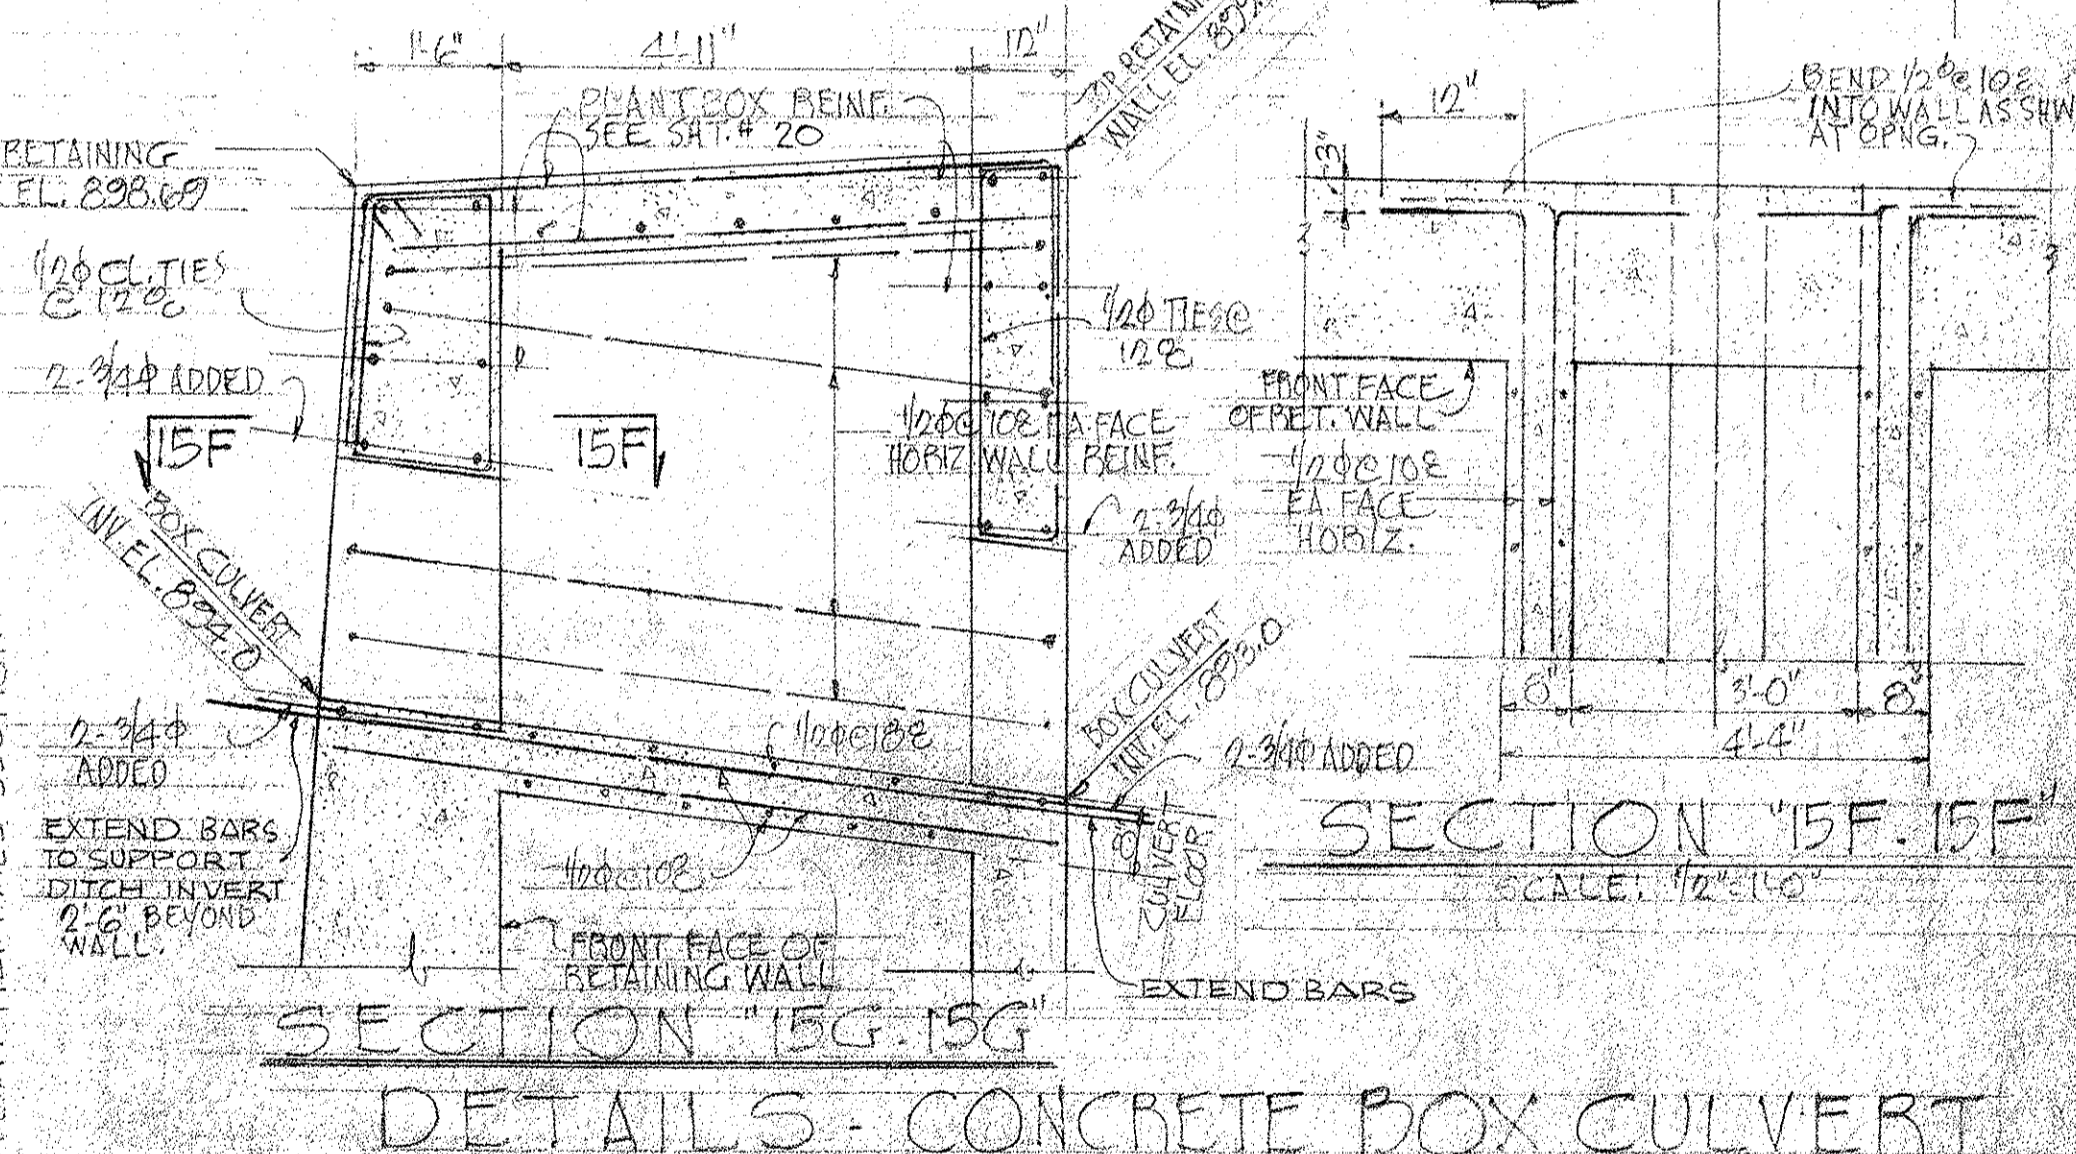 1'-6"
4'-11"
12"
PLANT BOX REINF.
SEE SHT. # 20
RETAINING
EL. 898.69
1/2φ CL. TIES
@ 12 o/c
2-3/4φ ADDED
15F
15F
TOP RETAINING
WALL EL.
1/2φ TIES @
12 o/c
1/2φ @ 10 o/c EA. FACE
HORIZ. WALL REINF.
2-3/4φ
ADDED
BOX CULVERT
INV. EL. 894.0
BOX CULVERT
INV. EL. 893.0
2-3/4φ
ADDED
1/2φ @ 18 o/c
2-3/4φ ADDED
EXTEND BARS
TO SUPPORT
DITCH INVERT
2'-6" BEYOND
WALL.
1/2φ @ 10 o/c
8"
CULVERT
FLOOR
FRONT FACE OF
RETAINING WALL
EXTEND BARS
SECTION "15G-15G"
12"
3"
BEND 1/2φ @ 10 o/c
INTO WALL AS SHWN
AT OPNG.
FRONT FACE
OF RET. WALL
1/2φ @ 10 o/c
EA. FACE
HORIZ.
8"
3'-0"
8"
4'-4"
SECTION "15F-15F"
SCALE: 1/2"=1'-0"
DETAILS - CONCRETE BOX CULVERT